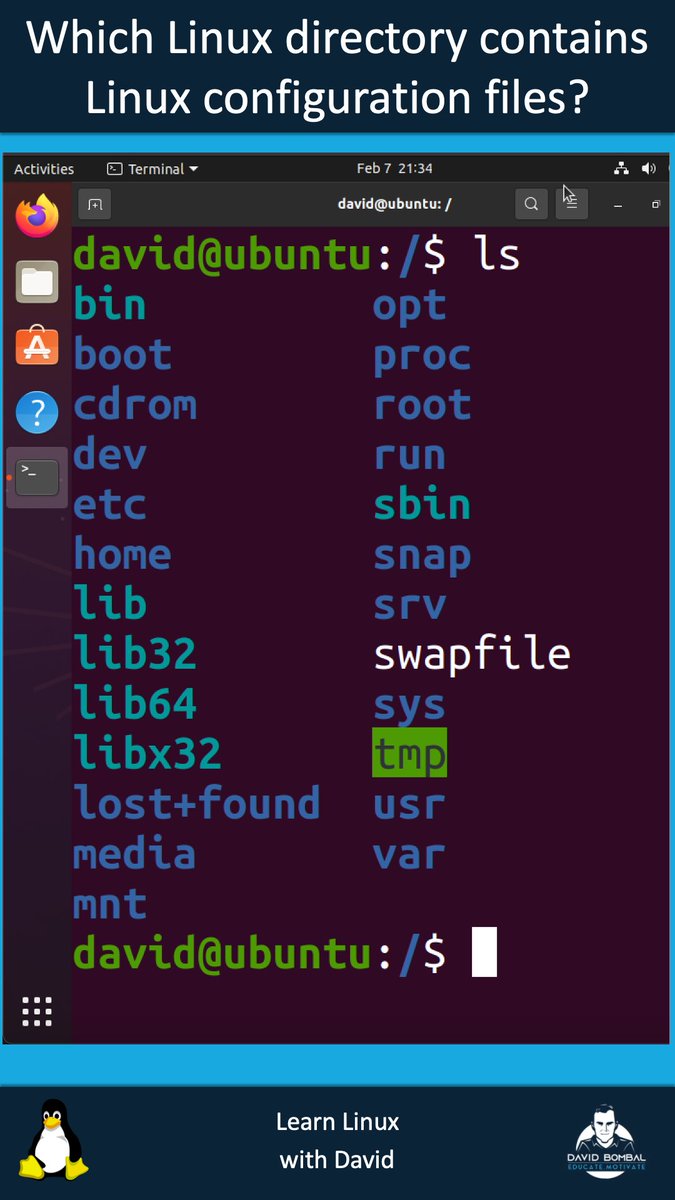 Which Linux directory contains
Linux configuration files?
Activities
Terminal
Feb 7 21:34
david@ubuntu: /
david@ubuntu:/$ ls
bin opt
boot proc
cdrom root
dev run
etc sbin
home snap
lib srv
lib32 swapfile
lib64 sys
libx32 tmp
lost+found usr
media var
mnt
david@ubuntu:/$
Learn Linux
with David
DAVID BOMBAL
EDUCATE MOTIVATE